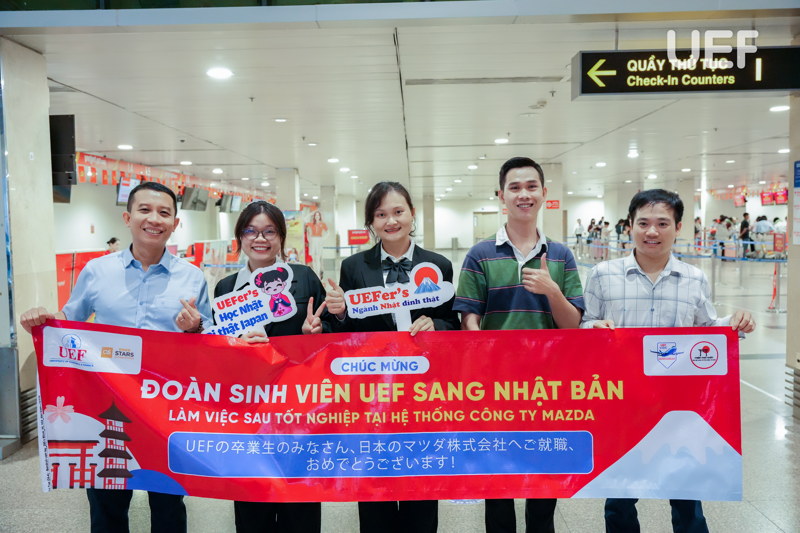 UEF
QUẦY THỦ TỤC
Check-In Counters
UEFer's
Học Nhật
thật Japan
UEFer's
Ngành Nhật đỉnh thật
UEF
STARS
CHÚC MỪNG
ĐOÀN SINH VIÊN UEF SANG NHẬT BẢN
LÀM VIỆC SAU TỐT NGHIỆP TẠI HỆ THỐNG CÔNG TY MAZDA
UEFの卒業生のみなさん、日本のマツダ株式会社へご就職、
おめでとうございます！